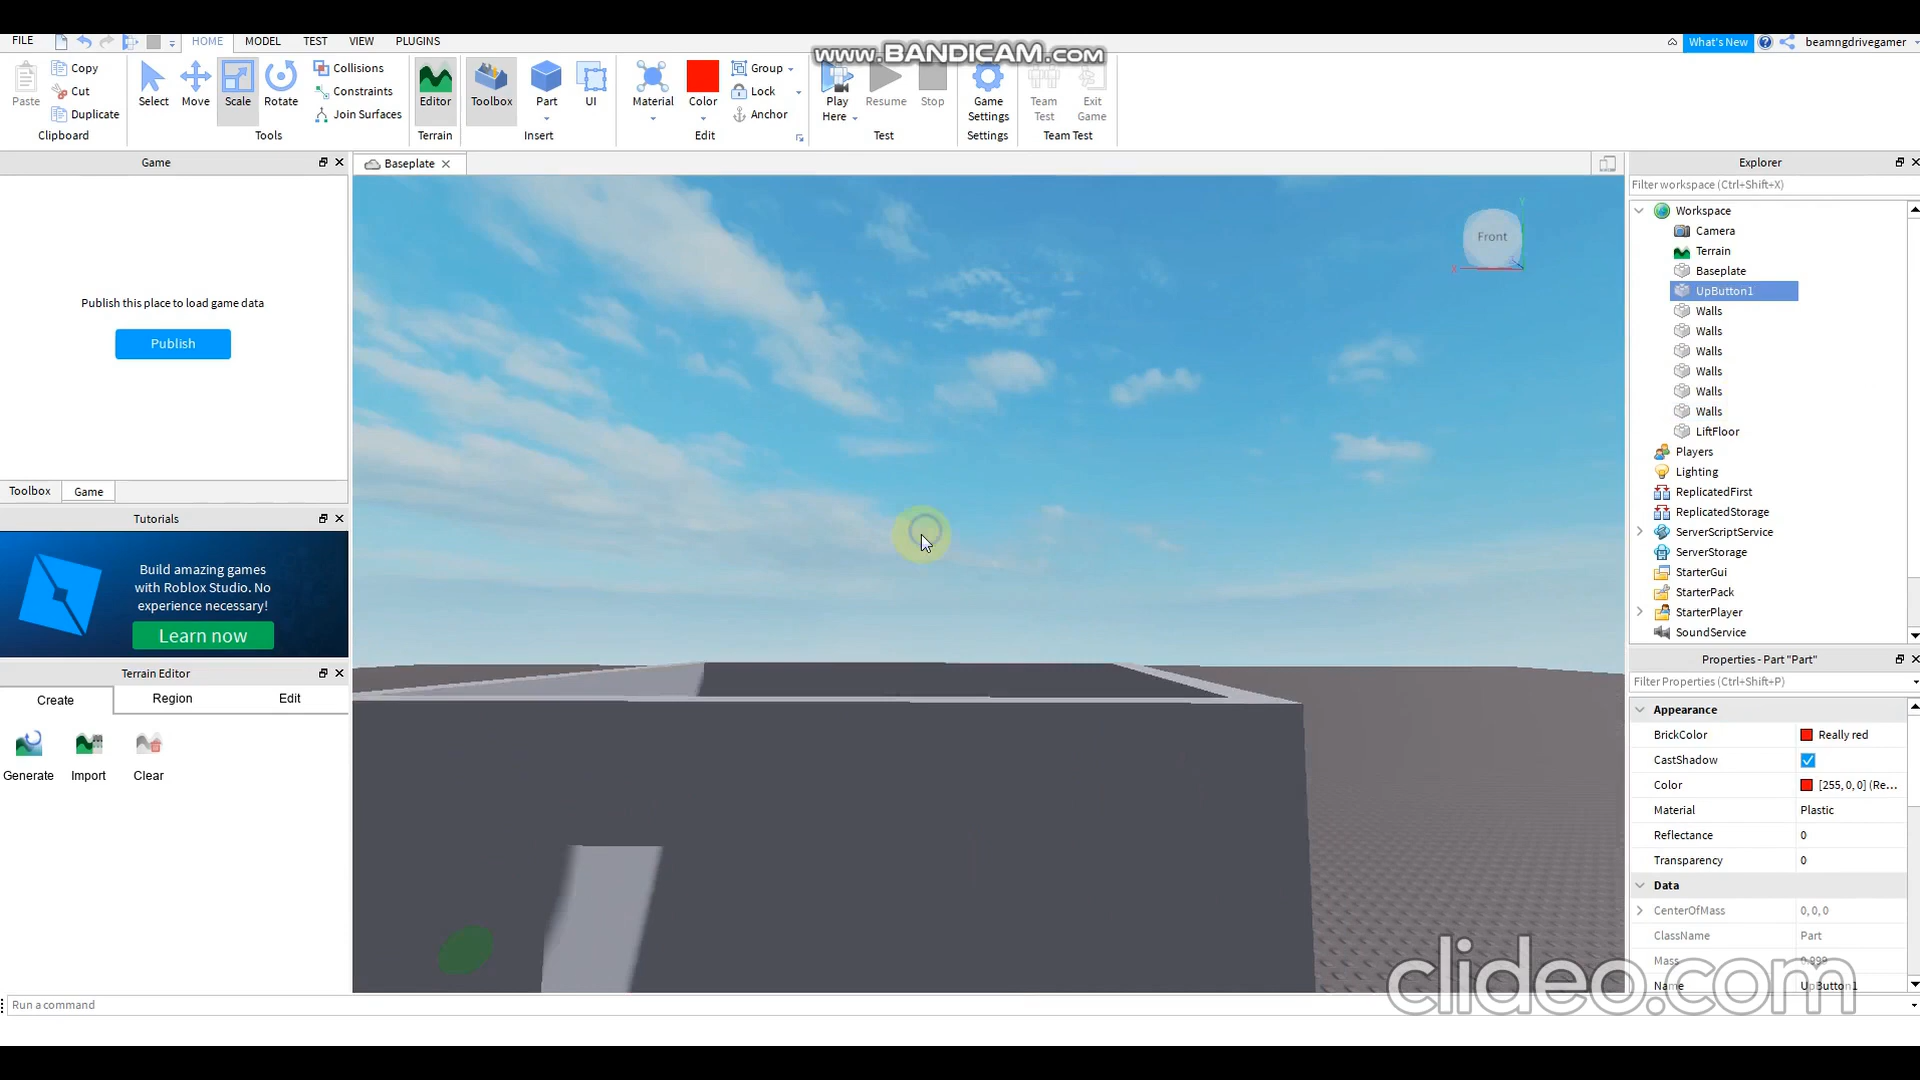 FILE HOME MODEL TEST VIEW PLUGINS
www.BANDICAM.com
What's New beamngdrivegamer
Paste Copy Cut Duplicate
Clipboard
Select Move Scale Rotate
Collisions
Constraints
Join Surfaces
Tools
Editor
Terrain
Toolbox Part UI
Insert
Material Color
Group
Lock
Anchor
Edit
Play Here Resume Stop
Test
Game Settings
Settings
Team Test Exit Game
Team Test
Game
Publish this place to load game data
Publish
Toolbox Game
Tutorials
Build amazing games
with Roblox Studio. No
experience necessary!
Learn now
Terrain Editor
Create Region Edit
Generate Import Clear
Baseplate
Front
Y
X
Explorer
Filter workspace (Ctrl+Shift+X)
Workspace
Camera
Terrain
Baseplate
UpButton1
Walls
Walls
Walls
Walls
Walls
Walls
LiftFloor
Players
Lighting
ReplicatedFirst
ReplicatedStorage
ServerScriptService
ServerStorage
StarterGui
StarterPack
StarterPlayer
SoundService
Properties - Part "Part"
Filter Properties (Ctrl+Shift+P)
Appearance
BrickColor Really red
CastShadow
Color [255, 0, 0] (Re...
Material Plastic
Reflectance 0
Transparency 0
Data
CenterOfMass 0, 0, 0
ClassName Part
Mass 0.999
Name UpButton1
clideo.com
Run a command